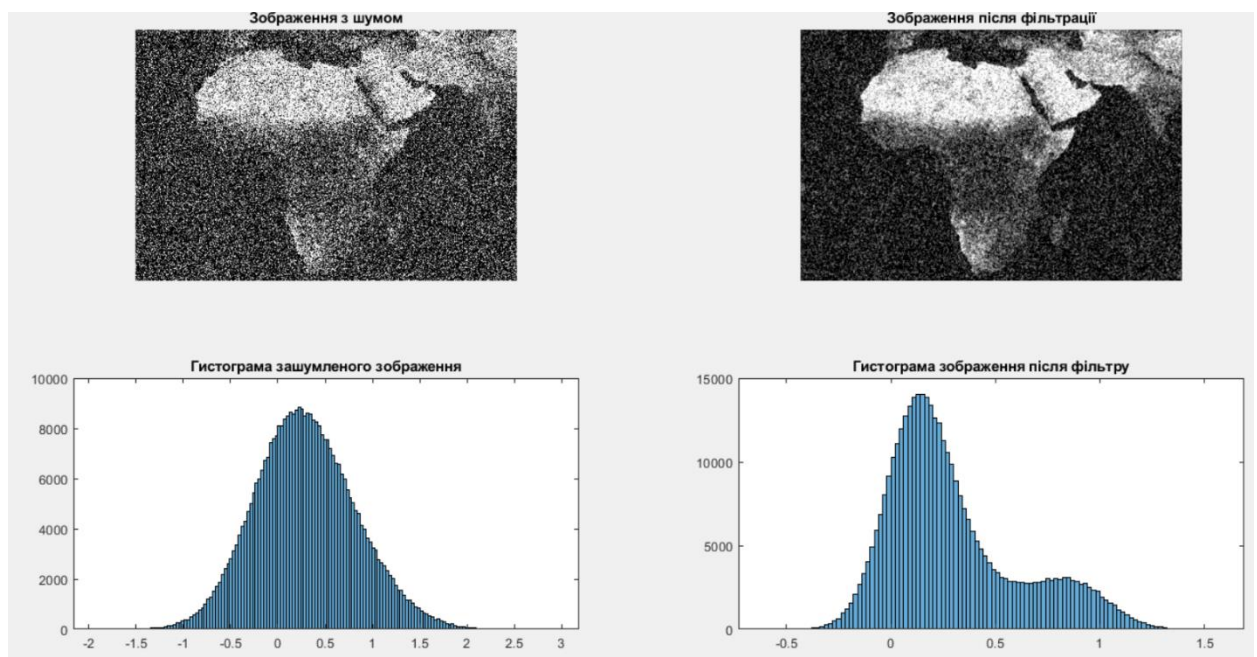 Зображення з шумом
Зображення після фільтрації
Гистограма зашумленого зображення
10000
8000
6000
4000
2000
0
-2 -1.5 -1 -0.5 0 0.5 1 1.5 2 2.5 3
Гистограма зображення після фільтру
15000
10000
5000
0
-0.5 0 0.5 1 1.5